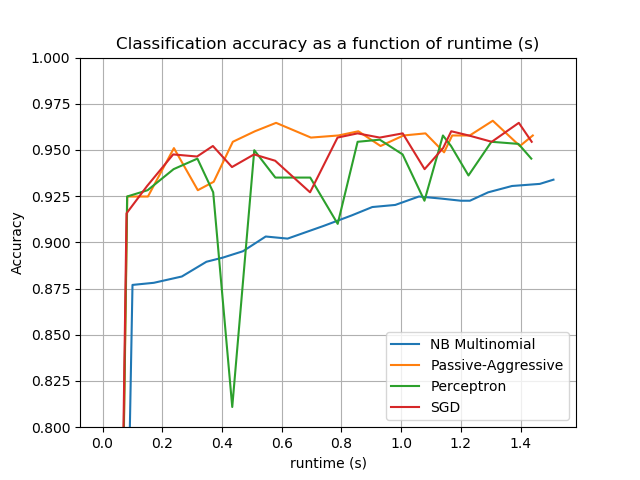 Classification accuracy as a function of runtime (s)
1.000
0.975
0.950
0.925
0.900
0.875
0.850
0.825
0.800
Accuracy
NB Multinomial
Passive-Aggressive
Perceptron
SGD
0.0 0.2 0.4 0.6 0.8 1.0 1.2 1.4
runtime (s)